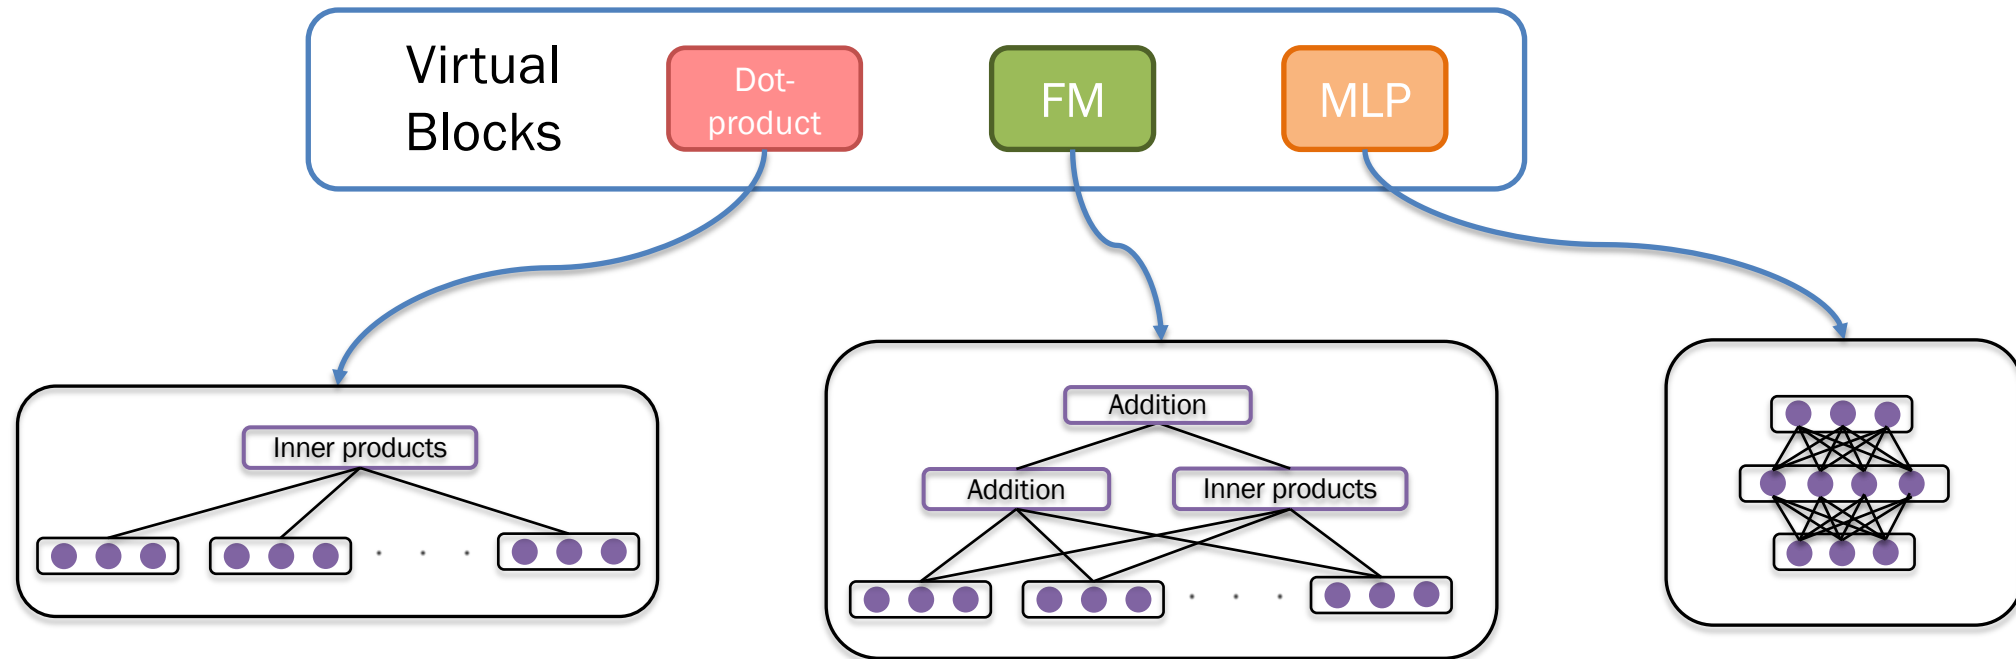 Virtual
Blocks
Dot-
product
FM
MLP
Inner products
Addition
Addition
Inner products